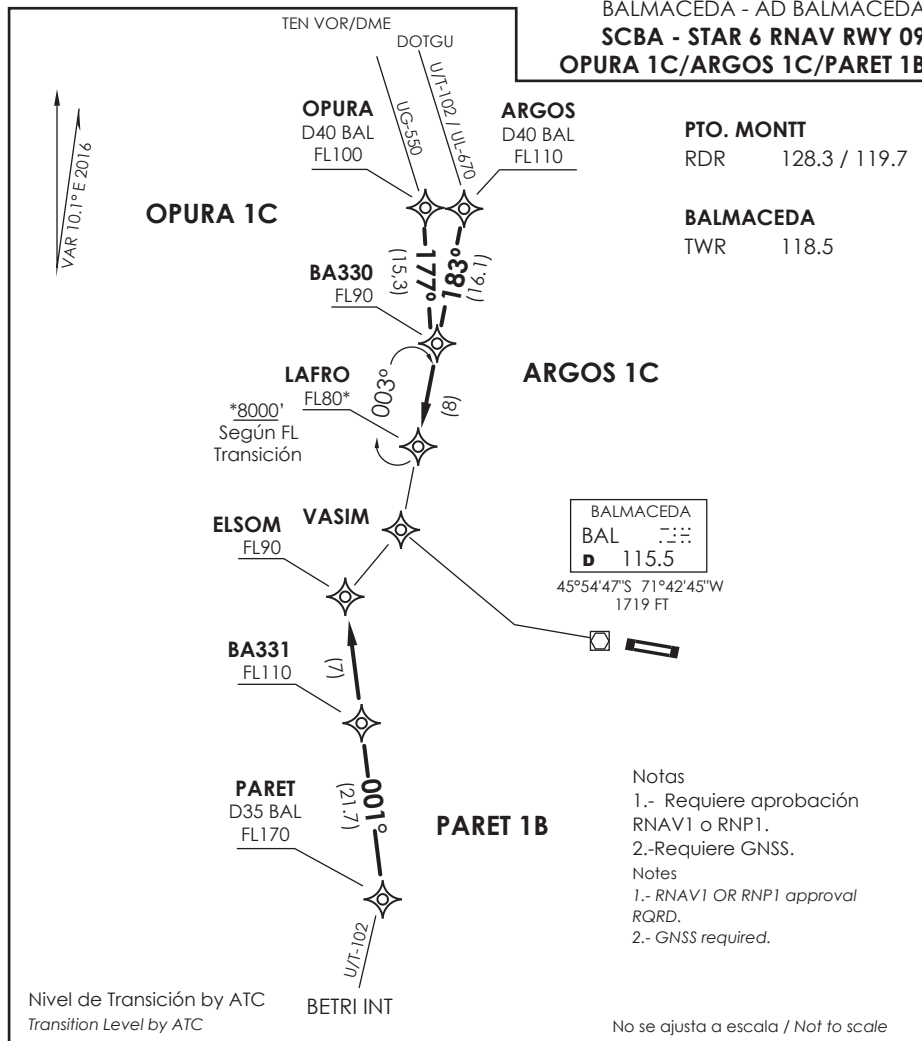 BALMACEDA - AD BALMACEDA
SCBA - STAR 6 RNAV RWY 09
OPURA 1C/ARGOS 1C/PARET 1B
TEN VOR/DME
DOTGU
UG-550
U/T-102 / UL-670
VAR 10.1° E 2016
OPURA
D40 BAL
FL100
ARGOS
D40 BAL
FL110
PTO. MONTT
RDR 128.3 / 119.7
BALMACEDA
TWR 118.5
OPURA 1C
177°
(15,3)
183°
(16.1)
BA330
FL90
ARGOS 1C
LAFRO
FL80*
003°
(8)
*8000'
Según FL
Transición
VASIM
ELSOM
FL90
BALMACEDA
BAL
D 115.5
45°54'47"S 71°42'45"W
1719 FT
BA331
FL110
(7)
PARET
D35 BAL
FL170
001°
(21.7)
PARET 1B
U/T-102
BETRI INT
Notas
1.- Requiere aprobación
RNAV1 o RNP1.
2.-Requiere GNSS.
Notes
1.- RNAV1 OR RNP1 approval
RQRD.
2.- GNSS required.
Nivel de Transición by ATC
Transition Level by ATC
No se ajusta a escala / Not to scale